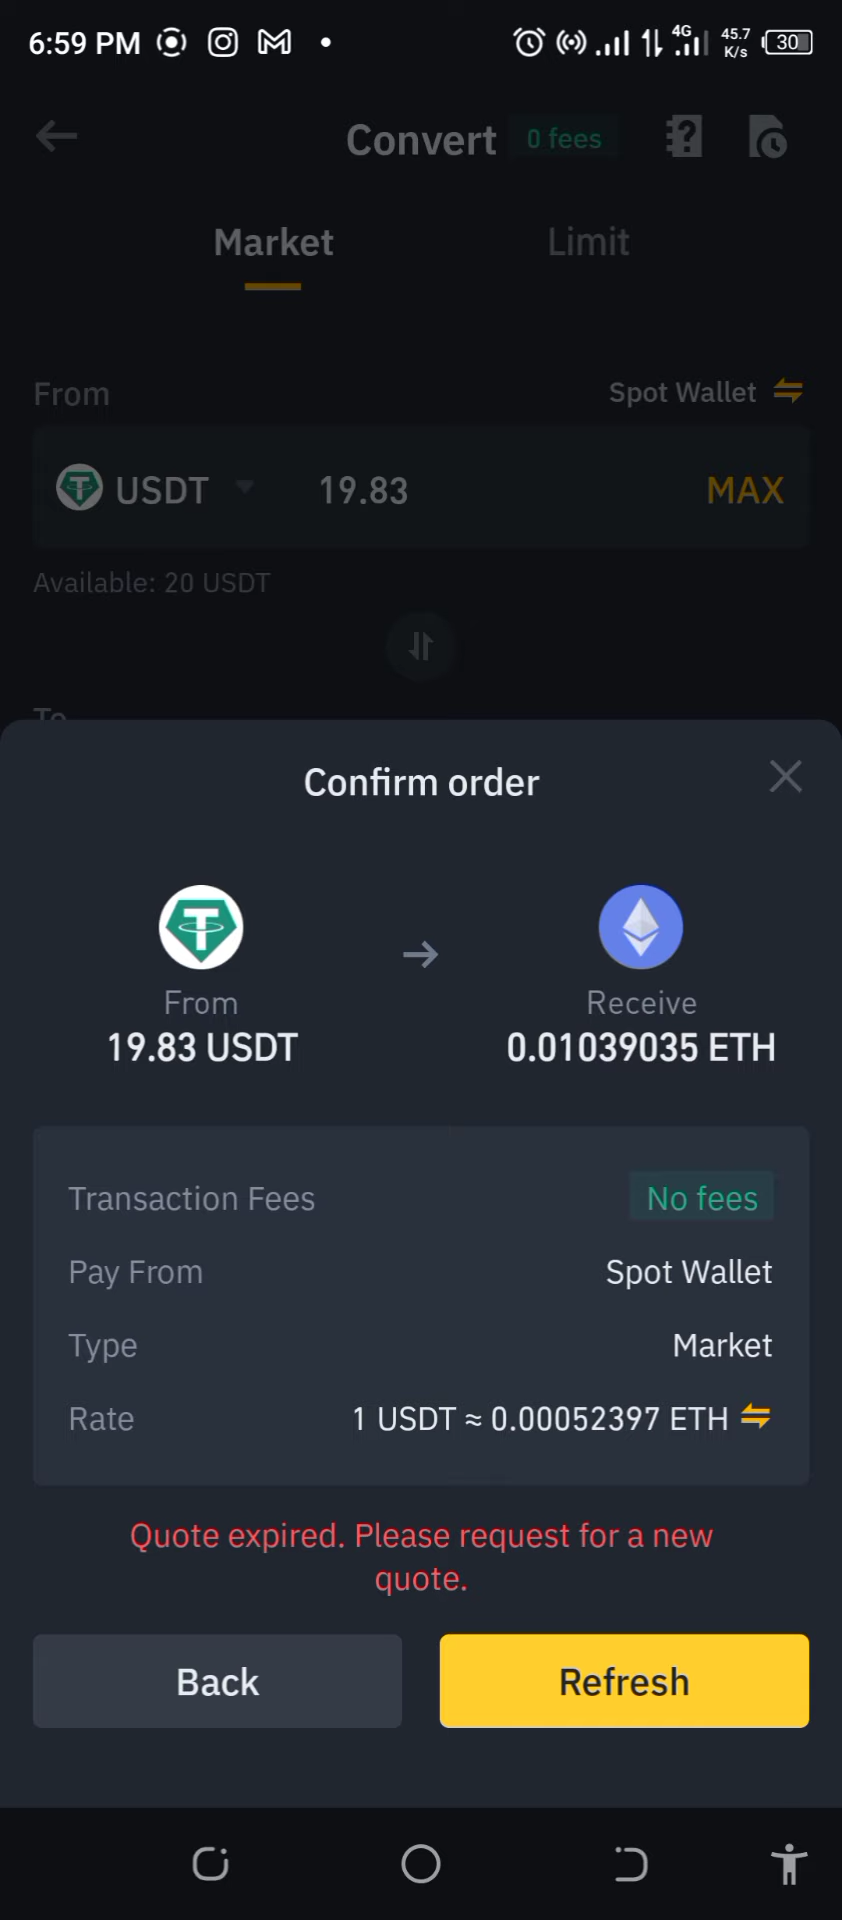 6:59 PM 4G 45.7 K/s 30
Convert 0 fees
Market Limit
From Spot Wallet
USDT 19.83 MAX
Available: 20 USDT
To
Confirm order
From Receive
19.83 USDT 0.01039035 ETH
Transaction Fees No fees
Pay From Spot Wallet
Type Market
Rate 1 USDT ≈ 0.00052397 ETH
Quote expired. Please request for a new
quote.
Back Refresh